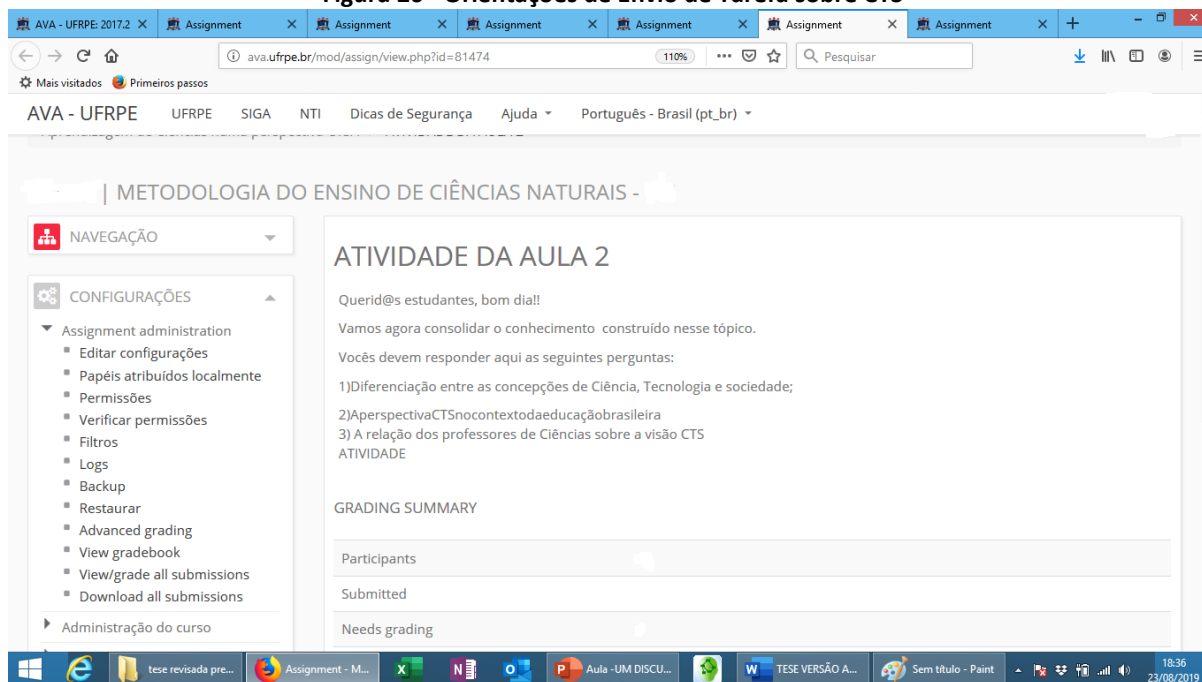 AVA - UFRPE: 2017.2
Assignment
Assignment
Assignment
Assignment
Assignment
ava.ufrpe.br/mod/assign/view.php?id=81474
110%
Pesquisar
Mais visitados
Primeiros passos
AVA - UFRPE
UFRPE
SIGA
NTI
Dicas de Segurança
Ajuda
Português - Brasil (pt_br)
| METODOLOGIA DO ENSINO DE CIÊNCIAS NATURAIS -
NAVEGAÇÃO
CONFIGURAÇÕES
Assignment administration
Editar configurações
Papéis atribuídos localmente
Permissões
Verificar permissões
Filtros
Logs
Backup
Restaurar
Advanced grading
View gradebook
View/grade all submissions
Download all submissions
Administração do curso
ATIVIDADE DA AULA 2
Querid@s estudantes, bom dia!!
Vamos agora consolidar o conhecimento construído nesse tópico.
Vocês devem responder aqui as seguintes perguntas:
1)Diferenciação entre as concepções de Ciência, Tecnologia e sociedade;
2)AperspectivaCTSnocontextodaeducaçãobrasileira
3) A relação dos professores de Ciências sobre a visão CTS
ATIVIDADE
GRADING SUMMARY
Participants
Submitted
Needs grading
tese revisada pre...
Assignment - M...
Aula -UM DISCU...
TESE VERSÃO A...
Sem título - Paint
18:36
23/08/2019